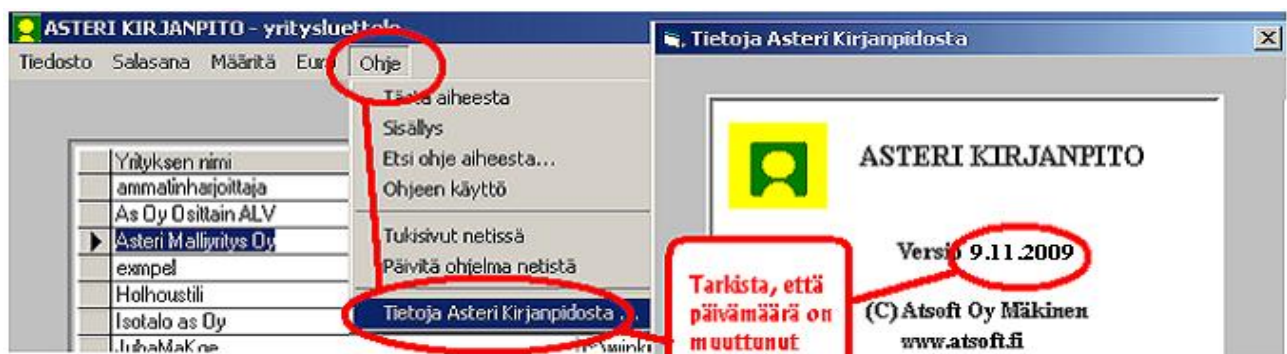 ASTERI KIRJANPITO - yritysluettelo
Tiedosto Salasana Määritä Euro Ohje
Tästä aiheesta
Sisällys
Etsi ohje aiheesta...
Ohjeen käyttö
Tukisivut netissä
Päivitä ohjelma netistä
Tietoja Asteri Kirjanpidosta ...
Yrityksen nimi
ammatinharjoittaja
As Oy Osittain ALV
Asteri Malliyritys Oy
exmpel
Holhoustili
Isotalo as Oy
Tarkista, että
päivämäärä on
muuttunut
Tietoja Asteri Kirjanpidosta
ASTERI KIRJANPITO
Versio 9.11.2009
(C) Atsoft Oy Mäkinen
www.atsoft.fi